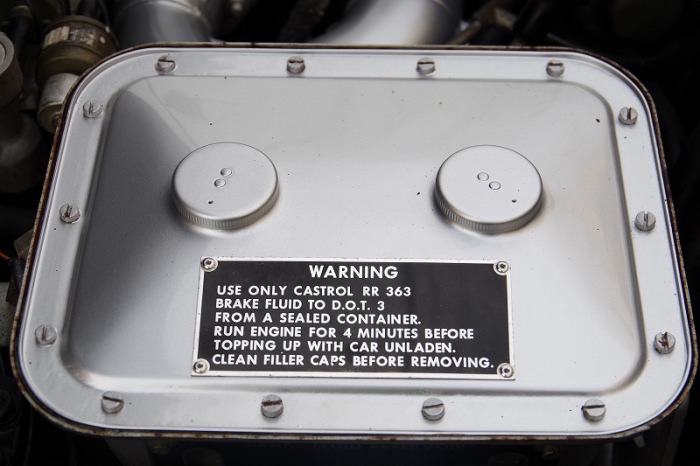 WARNING
USE ONLY CASTROL RR 363
BRAKE FLUID TO D.O.T. 3
FROM A SEALED CONTAINER.
RUN ENGINE FOR 4 MINUTES BEFORE
TOPPING UP WITH CAR UNLADEN.
CLEAN FILLER CAPS BEFORE REMOVING.